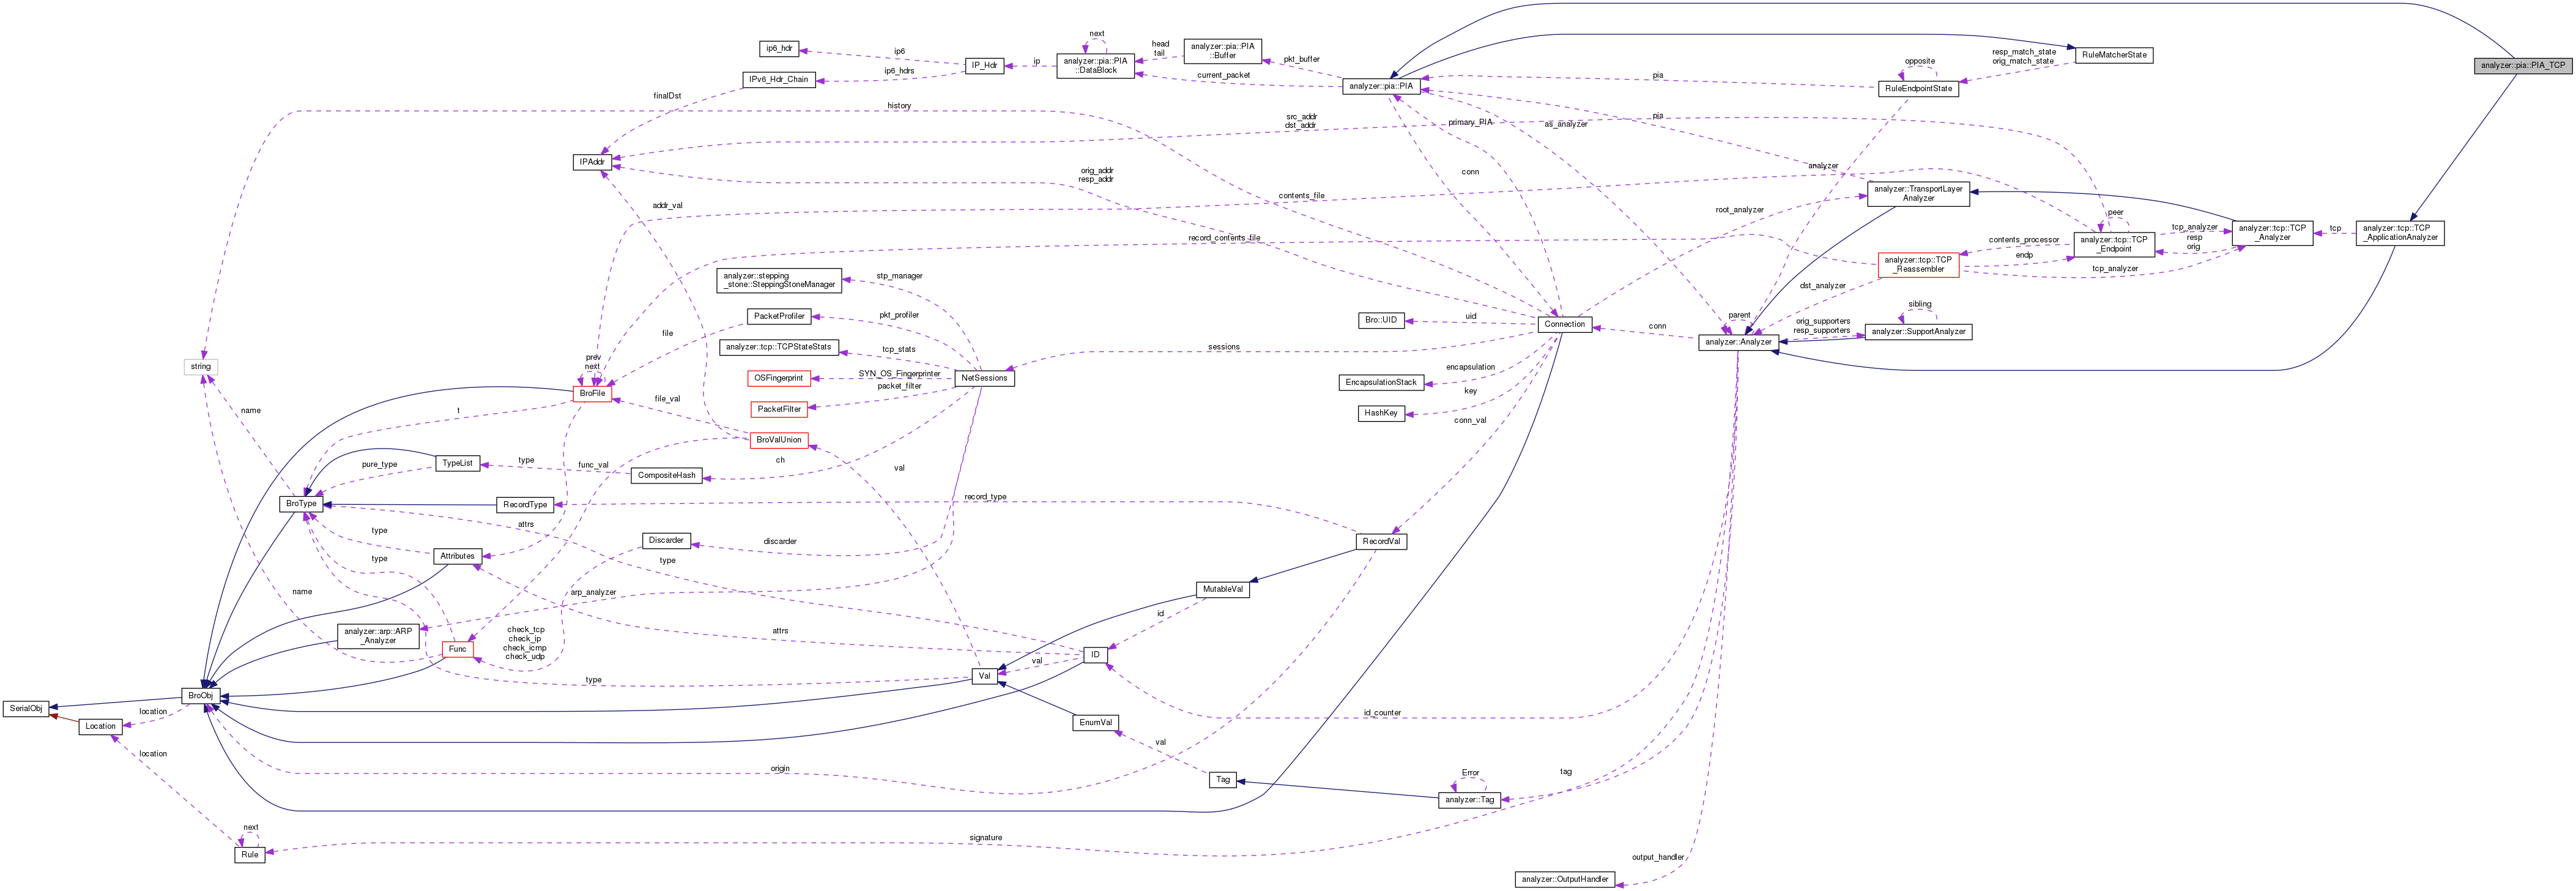 ip6_hdr
ip6
IPv6_Hdr_Chain
ip6_hdrs
IP_Hdr
ip
next
analyzer::pia::PIA
::DataBlock
head
tail
analyzer::pia::PIA
::Buffer
current_packet
pkt_buffer
analyzer::pia::PIA
resp_match_state
orig_match_state
RuleMatcherState
analyzer::pia::PIA_TCP
opposite
RuleEndpointState
pia
finalDst
history
src_addr
dst_addr
primary_PIA
as_analyzer
pia
IPAddr
orig_addr
resp_addr
conn
analyzer
analyzer::TransportLayer
_Analyzer
addr_val
contents_file
root_analyzer
peer
analyzer::tcp::TCP
_Endpoint
tcp_analyzer
resp
orig
analyzer::tcp::TCP
_Analyzer
tcp
analyzer::tcp::TCP
_ApplicationAnalyzer
record_contents_file
contents_processor
endp
tcp_analyzer
analyzer::tcp::TCP
_Reassembler
analyzer::stepping
_stone::SteppingStoneManager
stp_manager
dst_analyzer
sibling
PacketProfiler
pkt_profiler
Bro::UID
uid
Connection
parent
orig_supporters
resp_supporters
analyzer::SupportAnalyzer
file
conn
analyzer::Analyzer
analyzer::tcp::TCPStateStats
tcp_stats
sessions
prev
next
string
OSFingerprint
SYN_OS_Fingerprinter
NetSessions
EncapsulationStack
encapsulation
BroFile
packet_filter
key
file_val
PacketFilter
HashKey
name
t
conn_val
BroValUnion
TypeList
pure_type
type
func_val
CompositeHash
ch
val
BroType
RecordType
record_type
attrs
type
Attributes
Discarder
discarder
RecordVal
type
type
name
arp_analyzer
MutableVal
id
analyzer::arp::ARP
_Analyzer
Func
check_tcp
check_ip
check_icmp
check_udp
attrs
ID
val
type
Val
BroObj
SerialObj
location
Location
id_counter
EnumVal
val
location
origin
Tag
Error
tag
analyzer::Tag
next
Rule
signature
output_handler
analyzer::OutputHandler